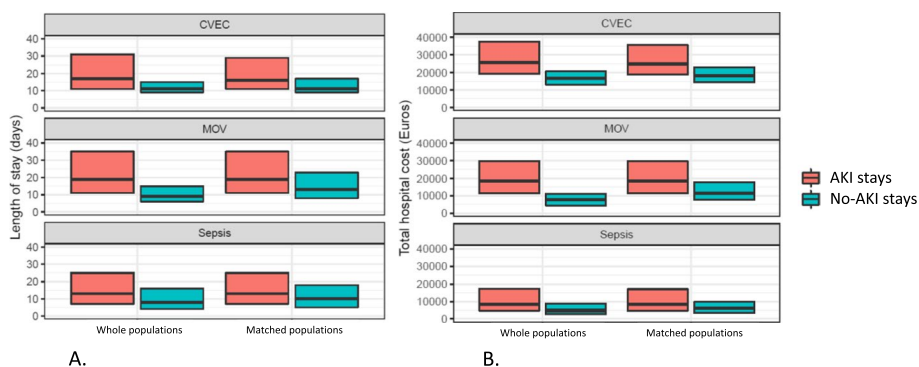 CVEC
40
30
20
10
0
MOV
40
30
20
10
0
Sepsis
40
30
20
10
0
Length of stay (days)
Whole populations Matched populations
A.
CVEC
40000
30000
20000
10000
0
MOV
40000
30000
20000
10000
0
Sepsis
40000
30000
20000
10000
0
Total hospital cost (Euros)
Whole populations Matched populations
B.
AKI stays
No-AKI stays